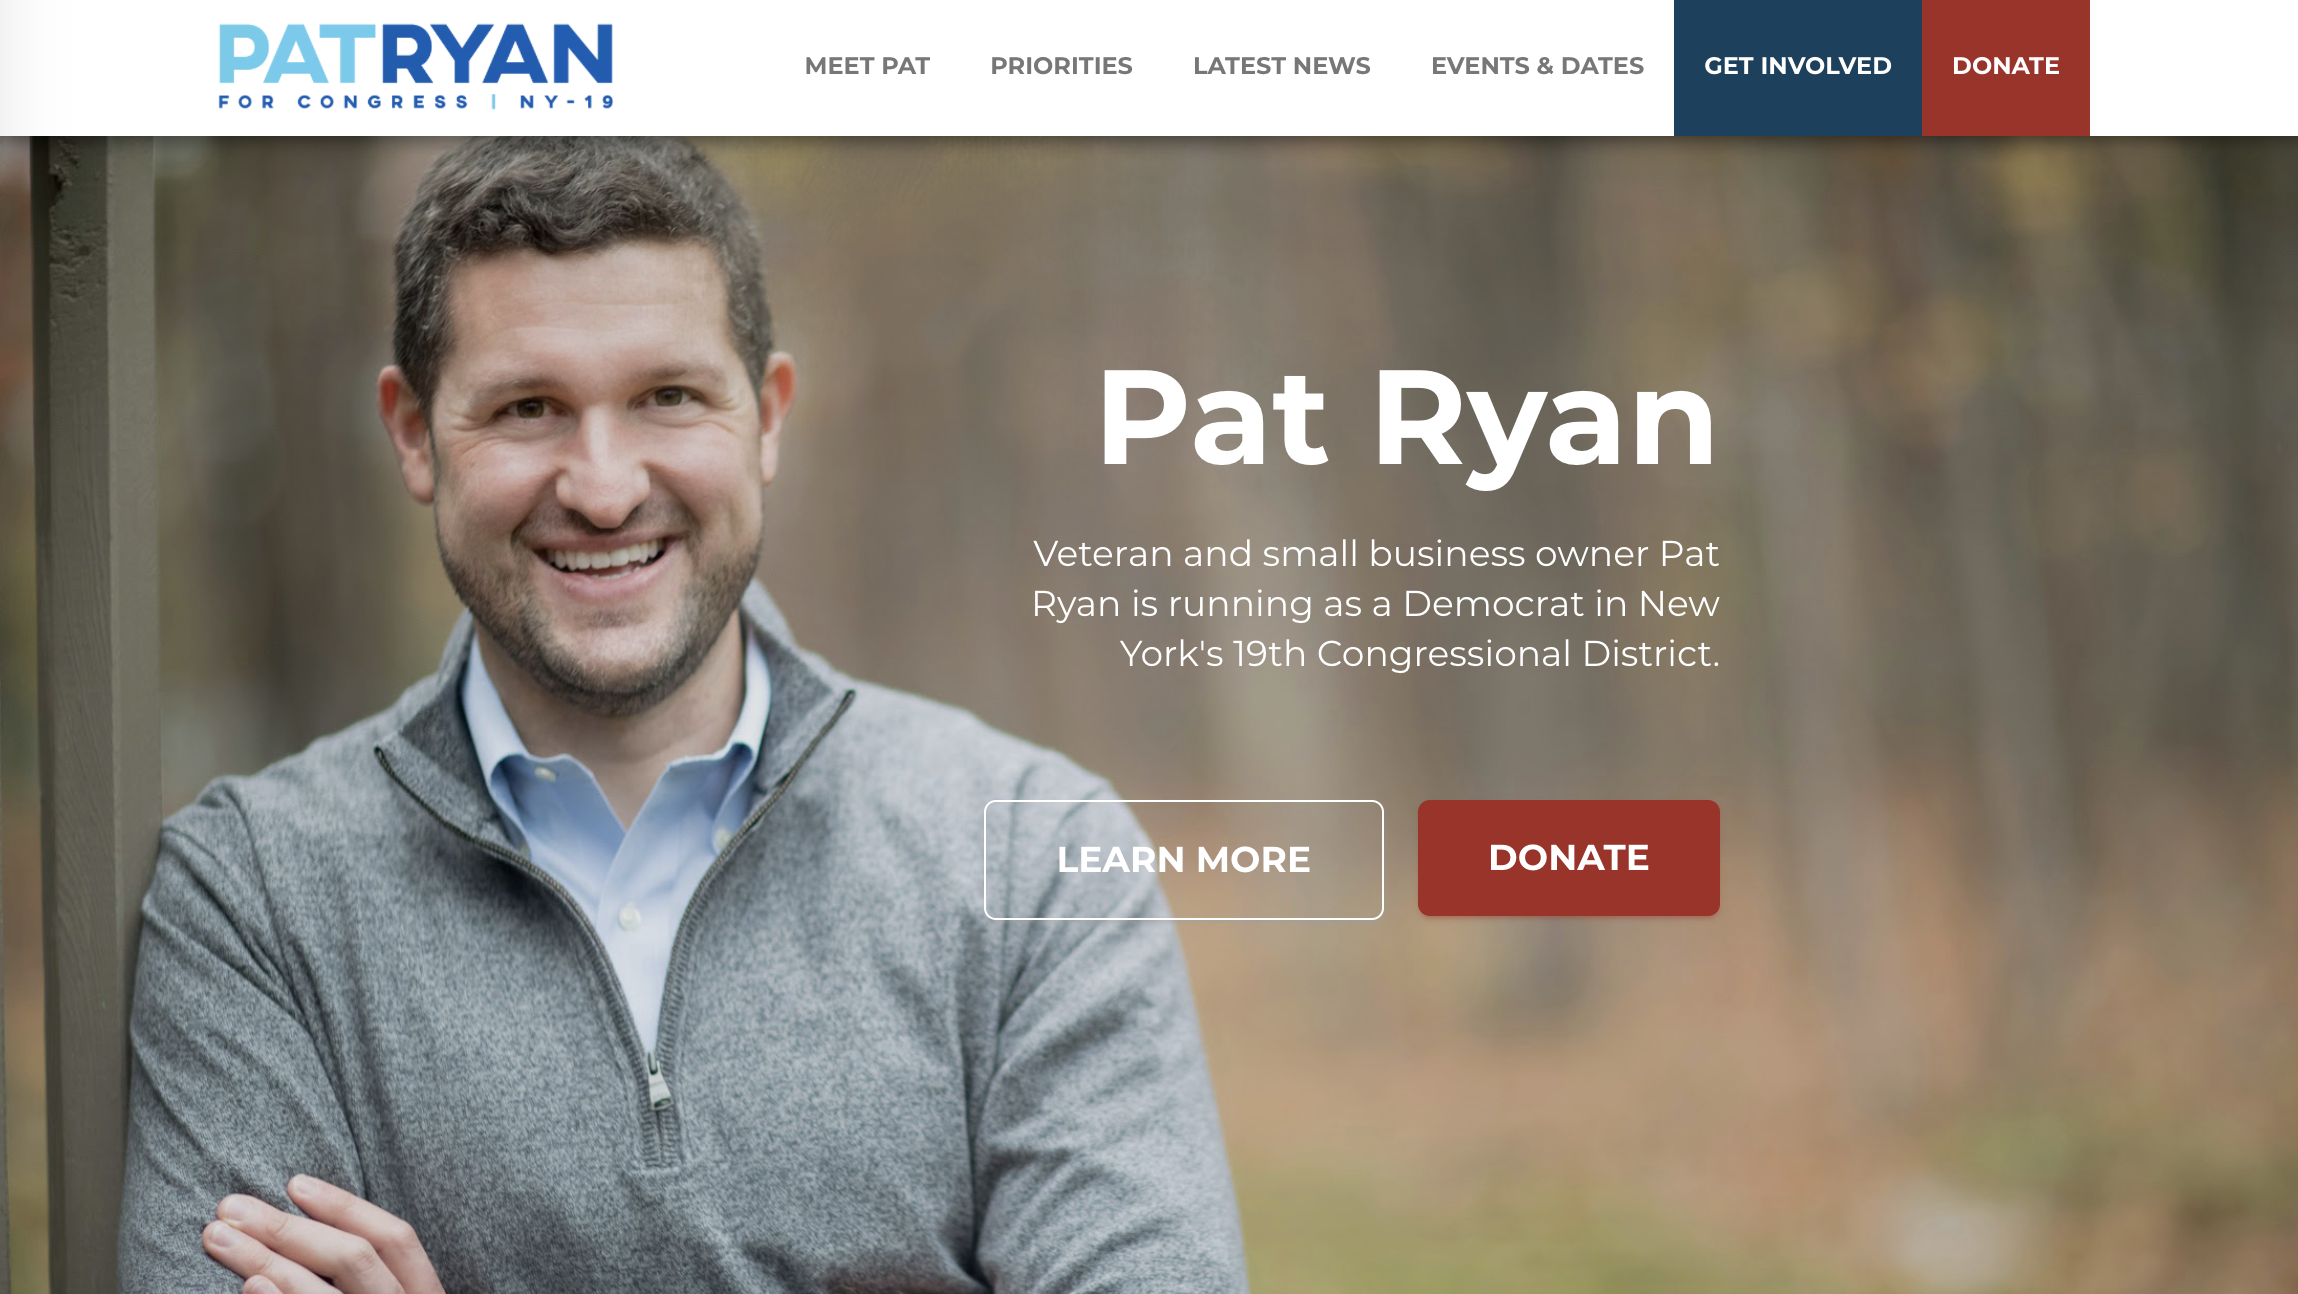 PATRYAN
FOR CONGRESS | NY-19
MEET PAT
PRIORITIES
LATEST NEWS
EVENTS & DATES
GET INVOLVED
DONATE
Pat Ryan
Veteran and small business owner Pat
Ryan is running as a Democrat in New
York's 19th Congressional District.
LEARN MORE
DONATE